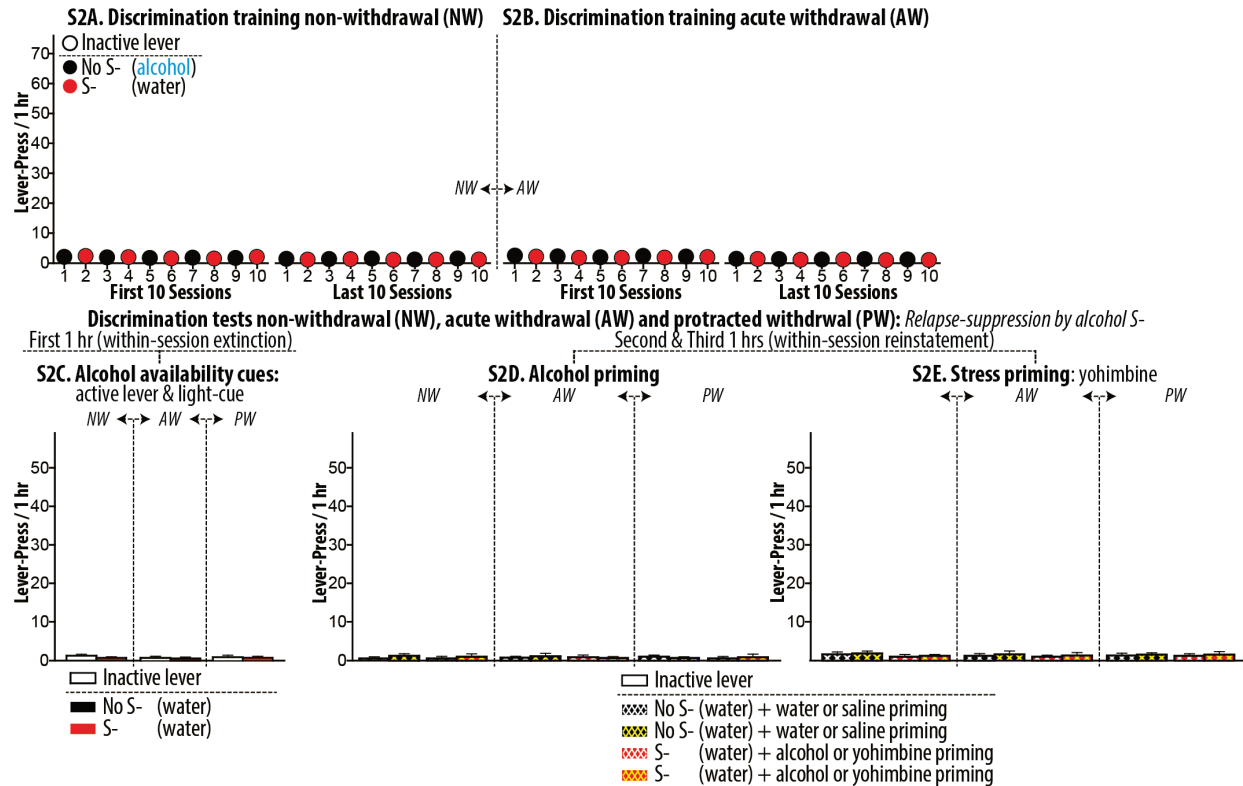 S2A. Discrimination training non-withdrawal (NW)
S2B. Discrimination training acute withdrawal (AW)
Inactive lever
No S- (alcohol)
S- (water)
Lever-Press / 1 hr
70
60
50
40
30
20
10
0
NW AW
1 2 3 4 5 6 7 8 9 10
First 10 Sessions
1 2 3 4 5 6 7 8 9 10
Last 10 Sessions
1 2 3 4 5 6 7 8 9 10
First 10 Sessions
1 2 3 4 5 6 7 8 9 10
Last 10 Sessions
Discrimination tests non-withdrawal (NW), acute withdrawal (AW) and protracted withdrwal (PW): Relapse-suppression by alcohol S-
First 1 hr (within-session extinction)
Second & Third 1 hrs (within-session reinstatement)
S2C. Alcohol availability cues:
active lever & light-cue
NW AW PW
Lever-Press / 1 hr
50
40
30
20
10
0
Inactive lever
No S- (water)
S- (water)
S2D. Alcohol priming
NW AW PW
Lever-Press / 1 hr
50
40
30
20
10
0
S2E. Stress priming: yohimbine
AW PW
Lever-Press / 1 hr
50
40
30
20
10
0
Inactive lever
No S- (water) + water or saline priming
No S- (water) + water or saline priming
S- (water) + alcohol or yohimbine priming
S- (water) + alcohol or yohimbine priming